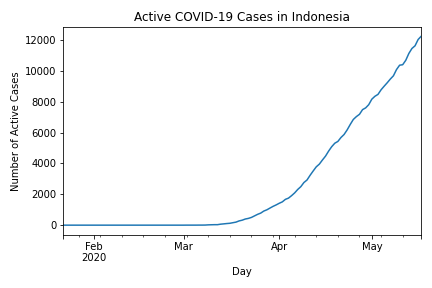 Active COVID-19 Cases in Indonesia
12000
10000
8000
6000
4000
2000
0
Number of Active Cases
Feb
2020
Mar
Apr
May
Day